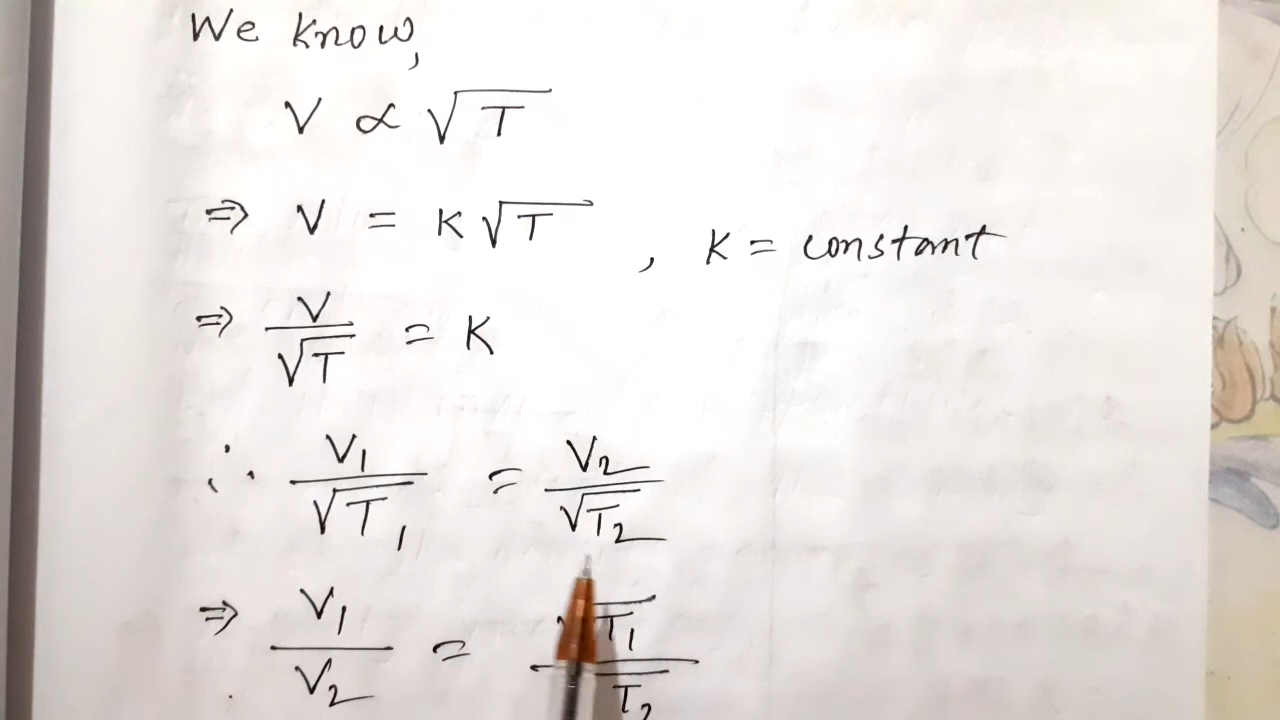 We know,
V ∝ √T
⇒ V = K√T , K = constant
⇒ V/√T = K
∴ V₁/√T₁ = V₂/√T₂
⇒ V₁/V₂ = √T₁/√T₂